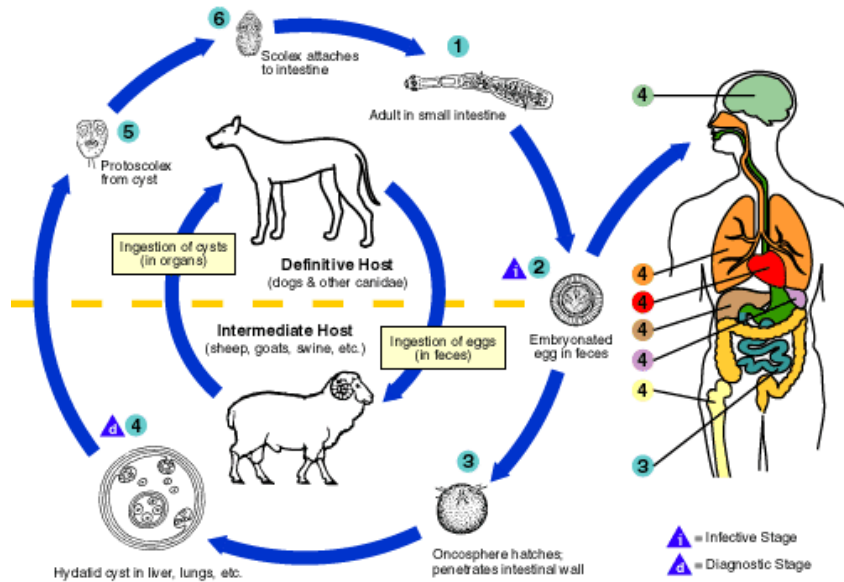 6
Scolex attaches
to intestine
1
Adult in small intestine
5
Protoscolex
from cyst
Ingestion of cysts
(in organs)
Definitive Host
(dogs & other canidae)
i
2
Embryonated
egg in feces
Intermediate Host
(sheep, goats, swine, etc.)
Ingestion of eggs
(in feces)
d
4
Hydatid cyst in liver, lungs, etc.
3
Oncosphere hatches;
penetrates intestinal wall
4
4
4
4
4
4
3
i = Infective Stage
d = Diagnostic Stage